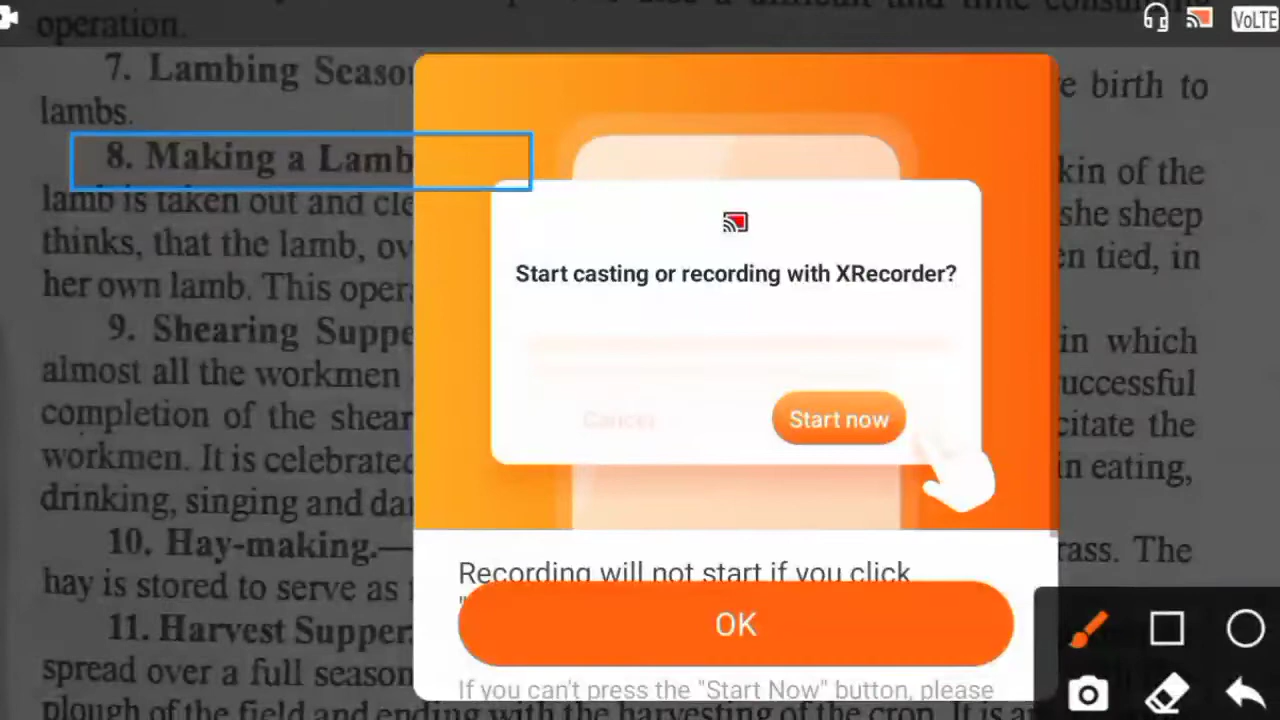 operation.
VoLTE
7. Lambing Season
re birth to
lambs.
8. Making a Lamb
kin of the
lamb is taken out and cle
she sheep
thinks, that the lamb, ov
en tied, in
her own lamb. This oper
9. Shearing Suppe
in which
almost all the workmen
uccessful
completion of the shear
citate the
workmen. It is celebrated
in eating,
drinking, singing and da
10. Hay-making.—
rass. The
hay is stored to serve as
11. Harvest Supper.
spread over a full season
plough of the field and ending with the harvesting of the crop. It is
Start casting or recording with XRecorder?
Cancel
Start now
Recording will not start if you click
OK
If you can't press the "Start Now" button, please